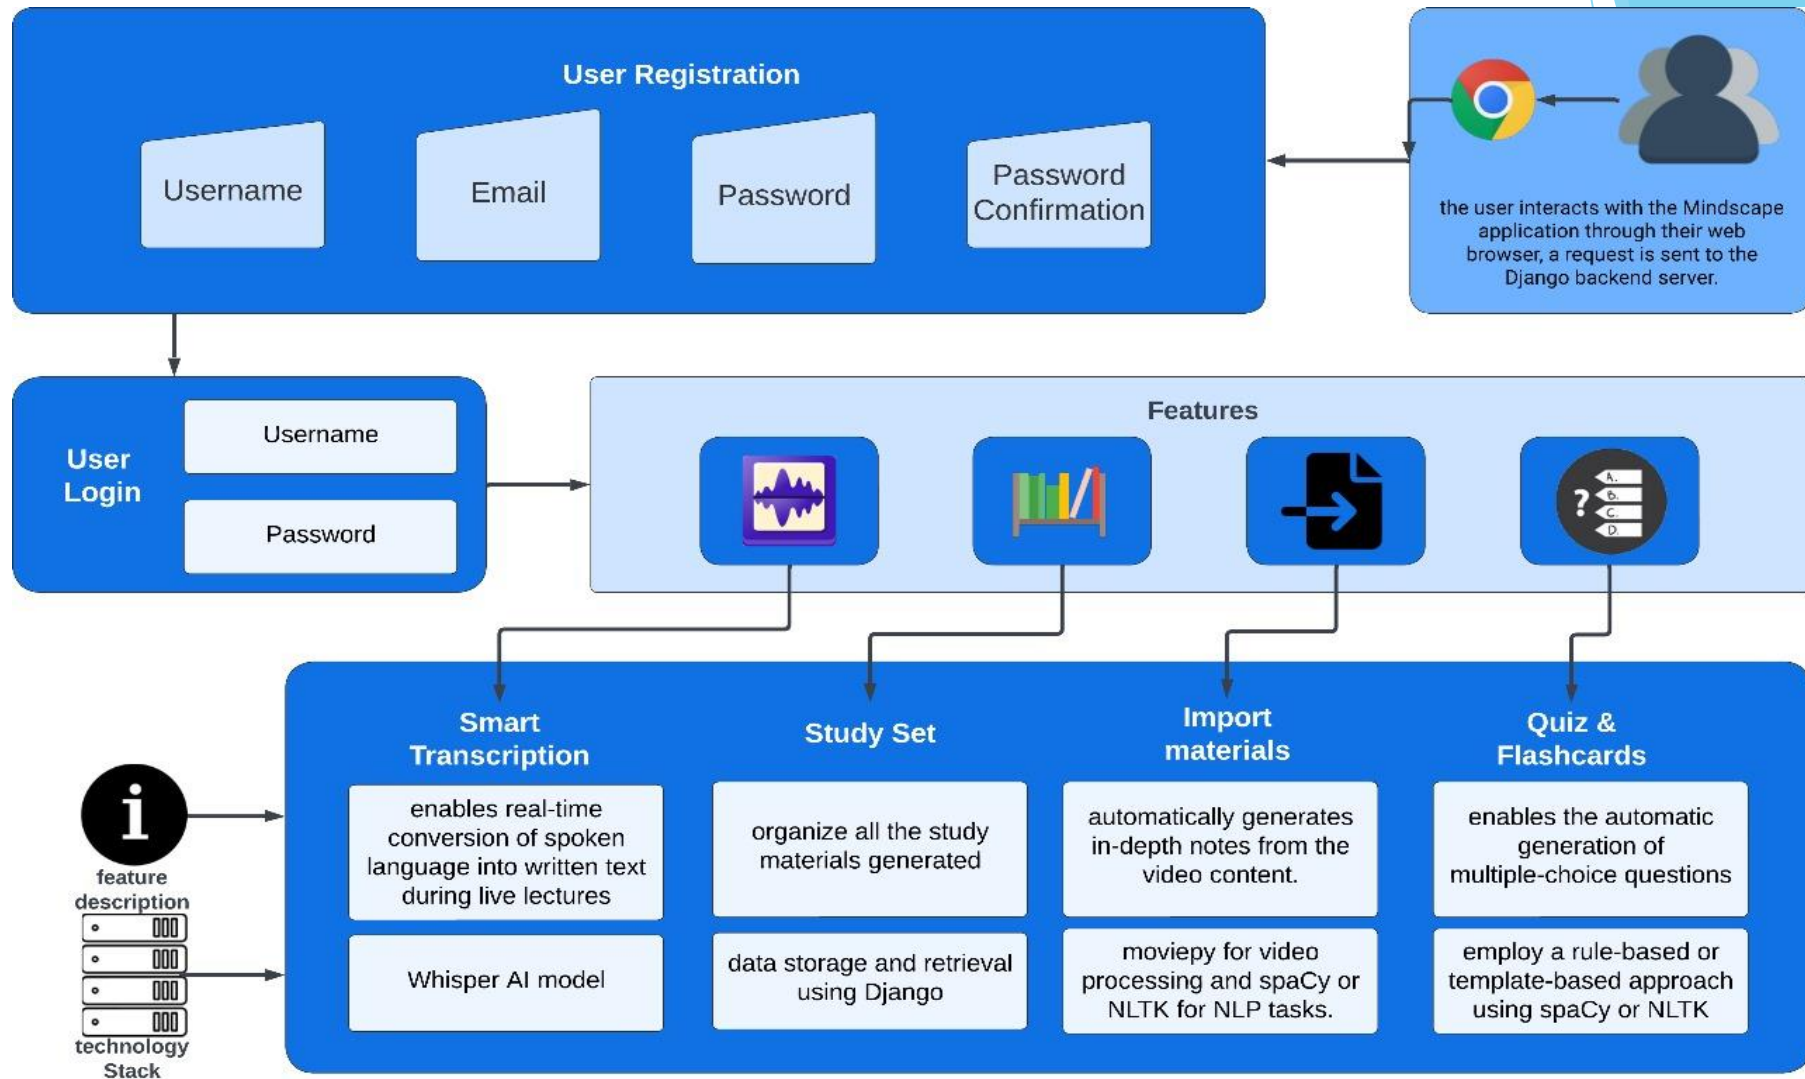 User Registration
Username
Email
Password
Password
Confirmation
the user interacts with the Mindscape
application through their web
browser, a request is sent to the
Django backend server.
User
Login
Username
Password
Features
?
A.
B.
C.
D.
Smart
Transcription
enables real-time
conversion of spoken
language into written text
during live lectures
Whisper AI model
Study Set
organize all the study
materials generated
data storage and retrieval
using Django
Import
materials
automatically generates
in-depth notes from the
video content.
moviepy for video
processing and spaCy or
NLTK for NLP tasks.
Quiz &
Flashcards
enables the automatic
generation of
multiple-choice questions
employ a rule-based or
template-based approach
using spaCy or NLTK
i
feature
description
technology
Stack